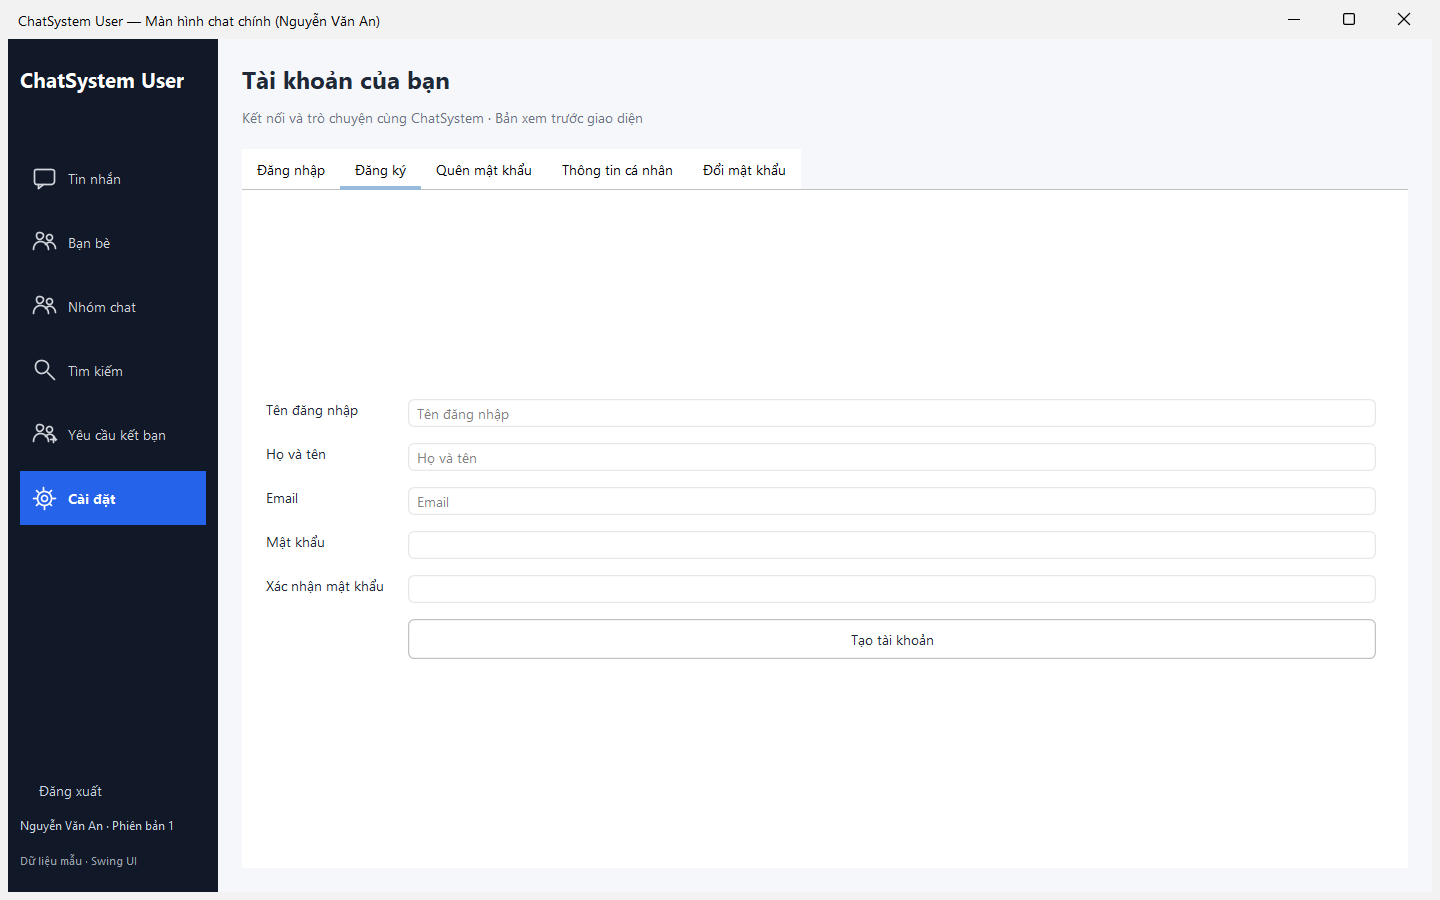 ChatSystem User — Màn hình chat chính (Nguyễn Văn An)
ChatSystem User
Tin nhắn
Bạn bè
Nhóm chat
Tìm kiếm
Yêu cầu kết bạn
Cài đặt
Đăng xuất
Nguyễn Văn An · Phiên bản 1
Dữ liệu mẫu · Swing UI
Tài khoản của bạn
Kết nối và trò chuyện cùng ChatSystem · Bản xem trước giao diện
Đăng nhập Đăng ký Quên mật khẩu Thông tin cá nhân Đổi mật khẩu
Tên đăng nhập Tên đăng nhập
Họ và tên Họ và tên
Email Email
Mật khẩu
Xác nhận mật khẩu
Tạo tài khoản